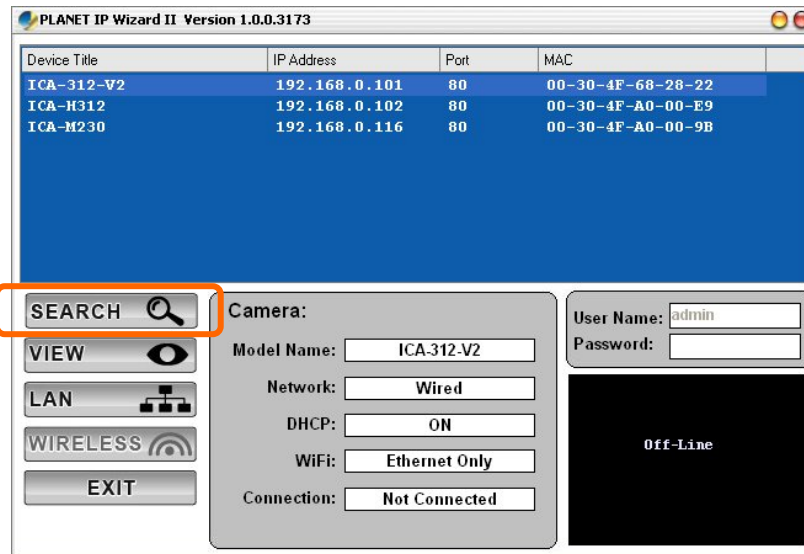 PLANET IP Wizard II Version 1.0.0.3173
Device Title IP Address Port MAC
ICA-312-V2 192.168.0.101 80 00-30-4F-68-28-22
ICA-H312 192.168.0.102 80 00-30-4F-A0-00-E9
ICA-M230 192.168.0.116 80 00-30-4F-A0-00-9B
SEARCH
VIEW
LAN
WIRELESS
EXIT
Camera:
Model Name: ICA-312-V2
Network: Wired
DHCP: ON
WiFi: Ethernet Only
Connection: Not Connected
User Name: admin
Password:
Off-Line